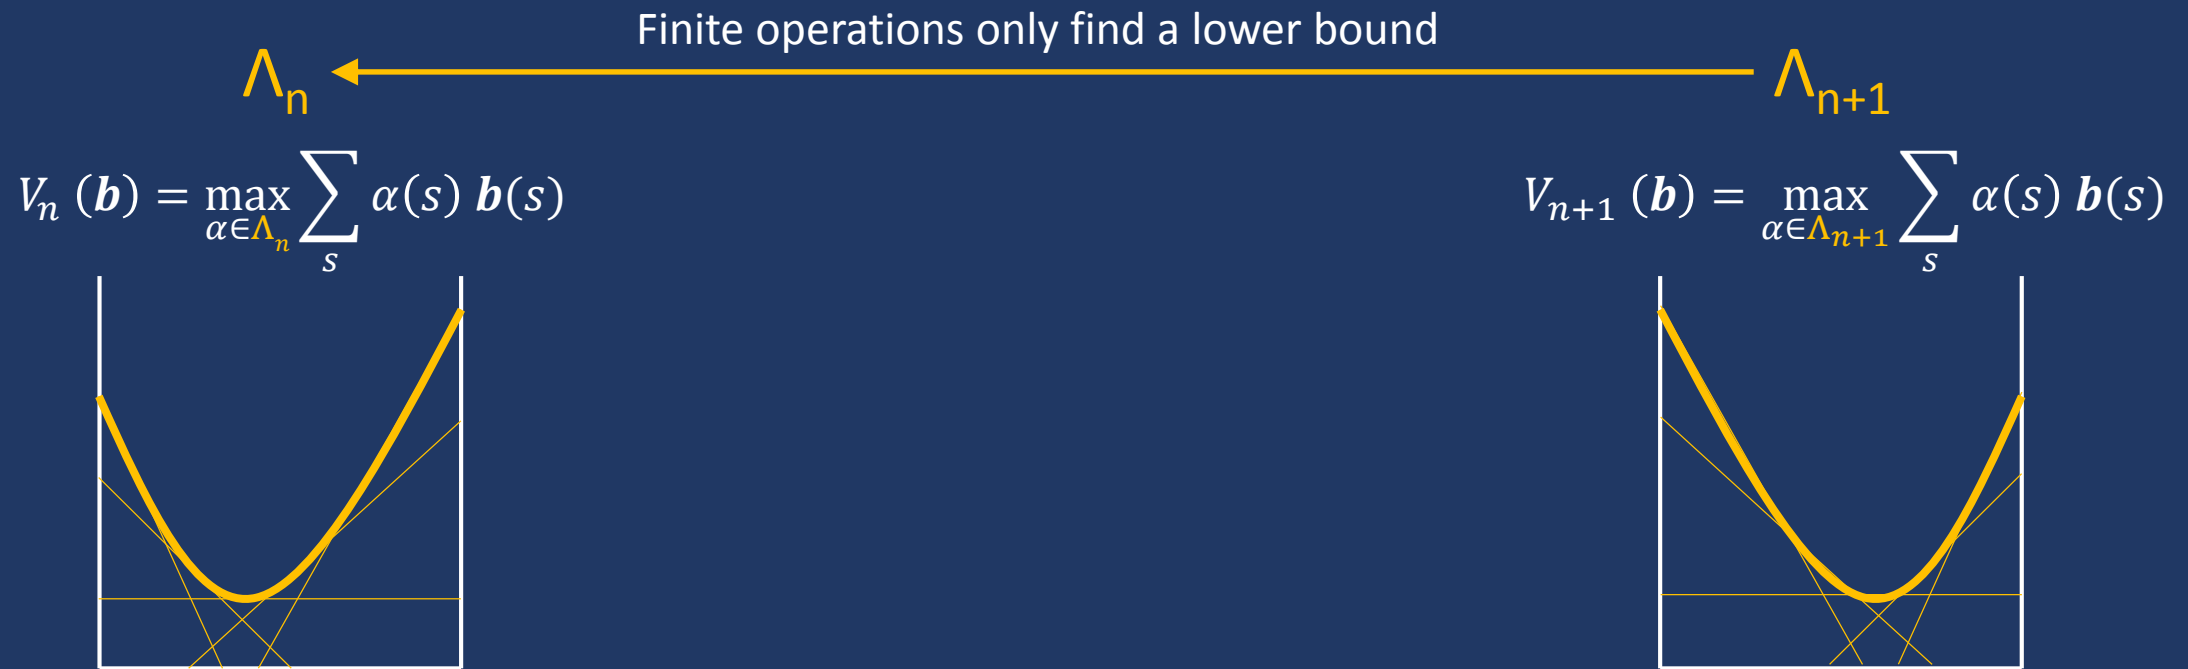 Finite operations only find a lower bound
Λn
Λn+1
Vn (b) = max α∈Λn ∑s α(s) b(s)
Vn+1 (b) = max α∈Λn+1 ∑s α(s) b(s)